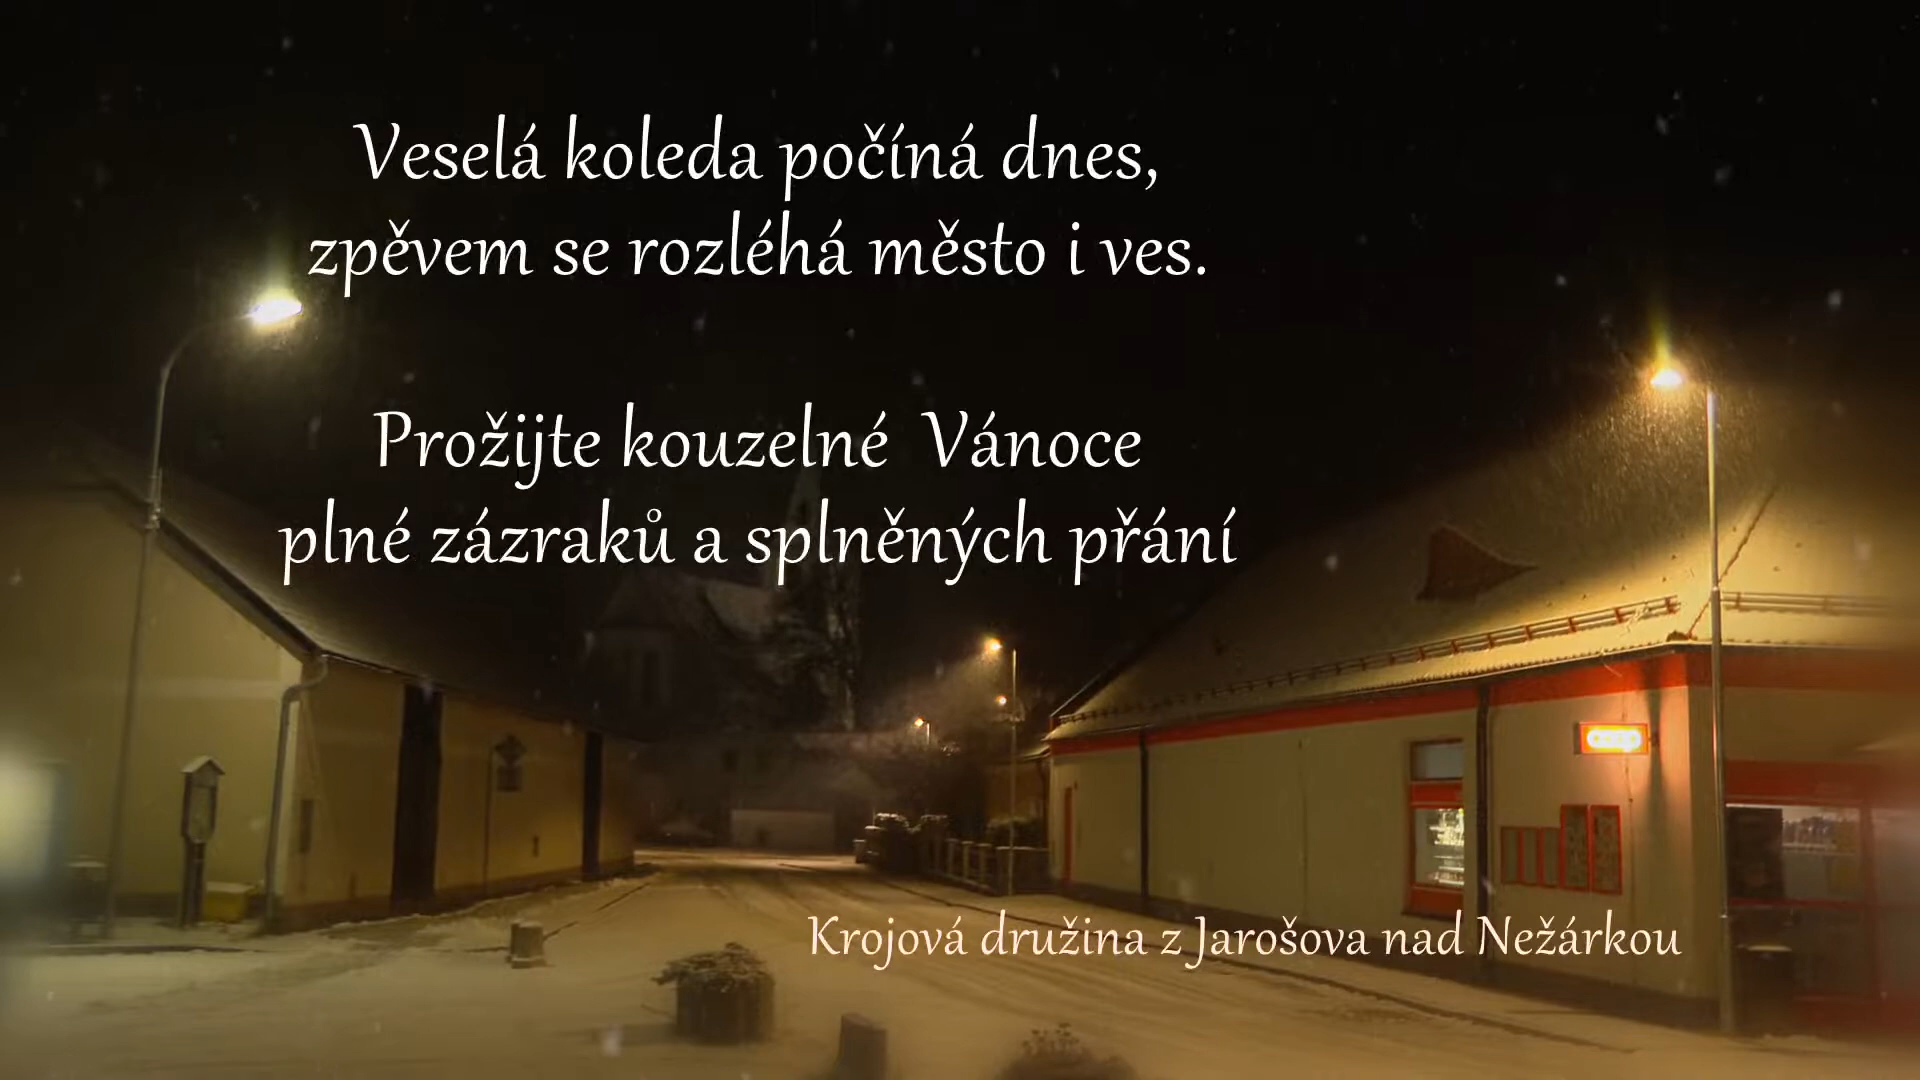 Veselá koleda počíná dnes,
zpěvem se rozléhá město i ves.
Prožijte kouzelné Vánoce
plné zázraků a splněných přání
Krojová družina z Jarošova nad Nežárkou